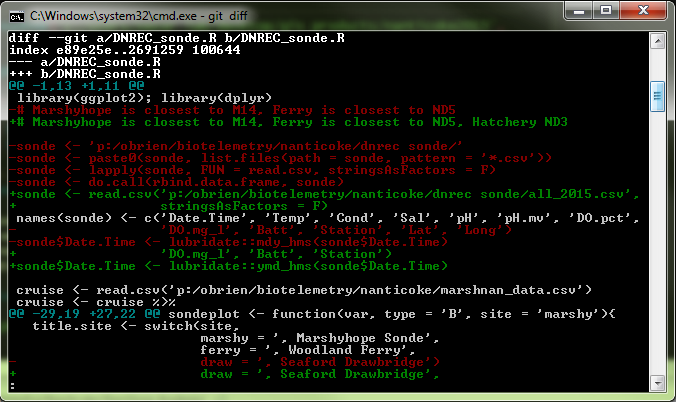 C:\Windows\system32\cmd.exe - git diff
diff --git a/DNREC_sonde.R b/DNREC_sonde.R
index e89e25e..2691259 100644
--- a/DNREC_sonde.R
+++ b/DNREC_sonde.R
@@ -1,13 +1,11 @@
 library(ggplot2); library(dplyr)
-# Marshyhope is closest to M14, Ferry is closest to ND5
+# Marshyhope is closest to M14, Ferry is closest to ND5, Hatchery ND3

-sonde <- 'p:/obrien/biotelemetry/nanticoke/dnrec sonde/'
-sonde <- paste0(sonde, list.files(path = sonde, pattern = '*.csv'))
-sonde <- lapply(sonde, FUN = read.csv, stringsAsFactors = F)
-sonde <- do.call(rbind.data.frame, sonde)
+sonde <- read.csv('p:/obrien/biotelemetry/nanticoke/dnrec sonde/all_2015.csv',
+                  stringsAsFactors = F)
 names(sonde) <- c('Date.Time', 'Temp', 'Cond', 'Sal', 'pH', 'pH.mv', 'DO.pct',
-                  'DO.mg_l', 'Batt', 'Station', 'Lat', 'Long')
-sonde$Date.Time <- lubridate::mdy_hms(sonde$Date.Time)
+                  'DO.mg_l', 'Batt', 'Station')
+sonde$Date.Time <- lubridate::ymd_hms(sonde$Date.Time)

 cruise <- read.csv('p:/obrien/biotelemetry/nanticoke/marshnan_data.csv')
 cruise <- cruise %>%
@@ -29,19 +27,22 @@ sondeplot <- function(var, type = 'B', site = 'marshy'){
   title.site <- switch(site,
                        marshy = ', Marshyhope Sonde',
                        ferry = ', Woodland Ferry',
-                       draw = ', Seaford Drawbridge')
+                       draw = ', Seaford Drawbridge',
: